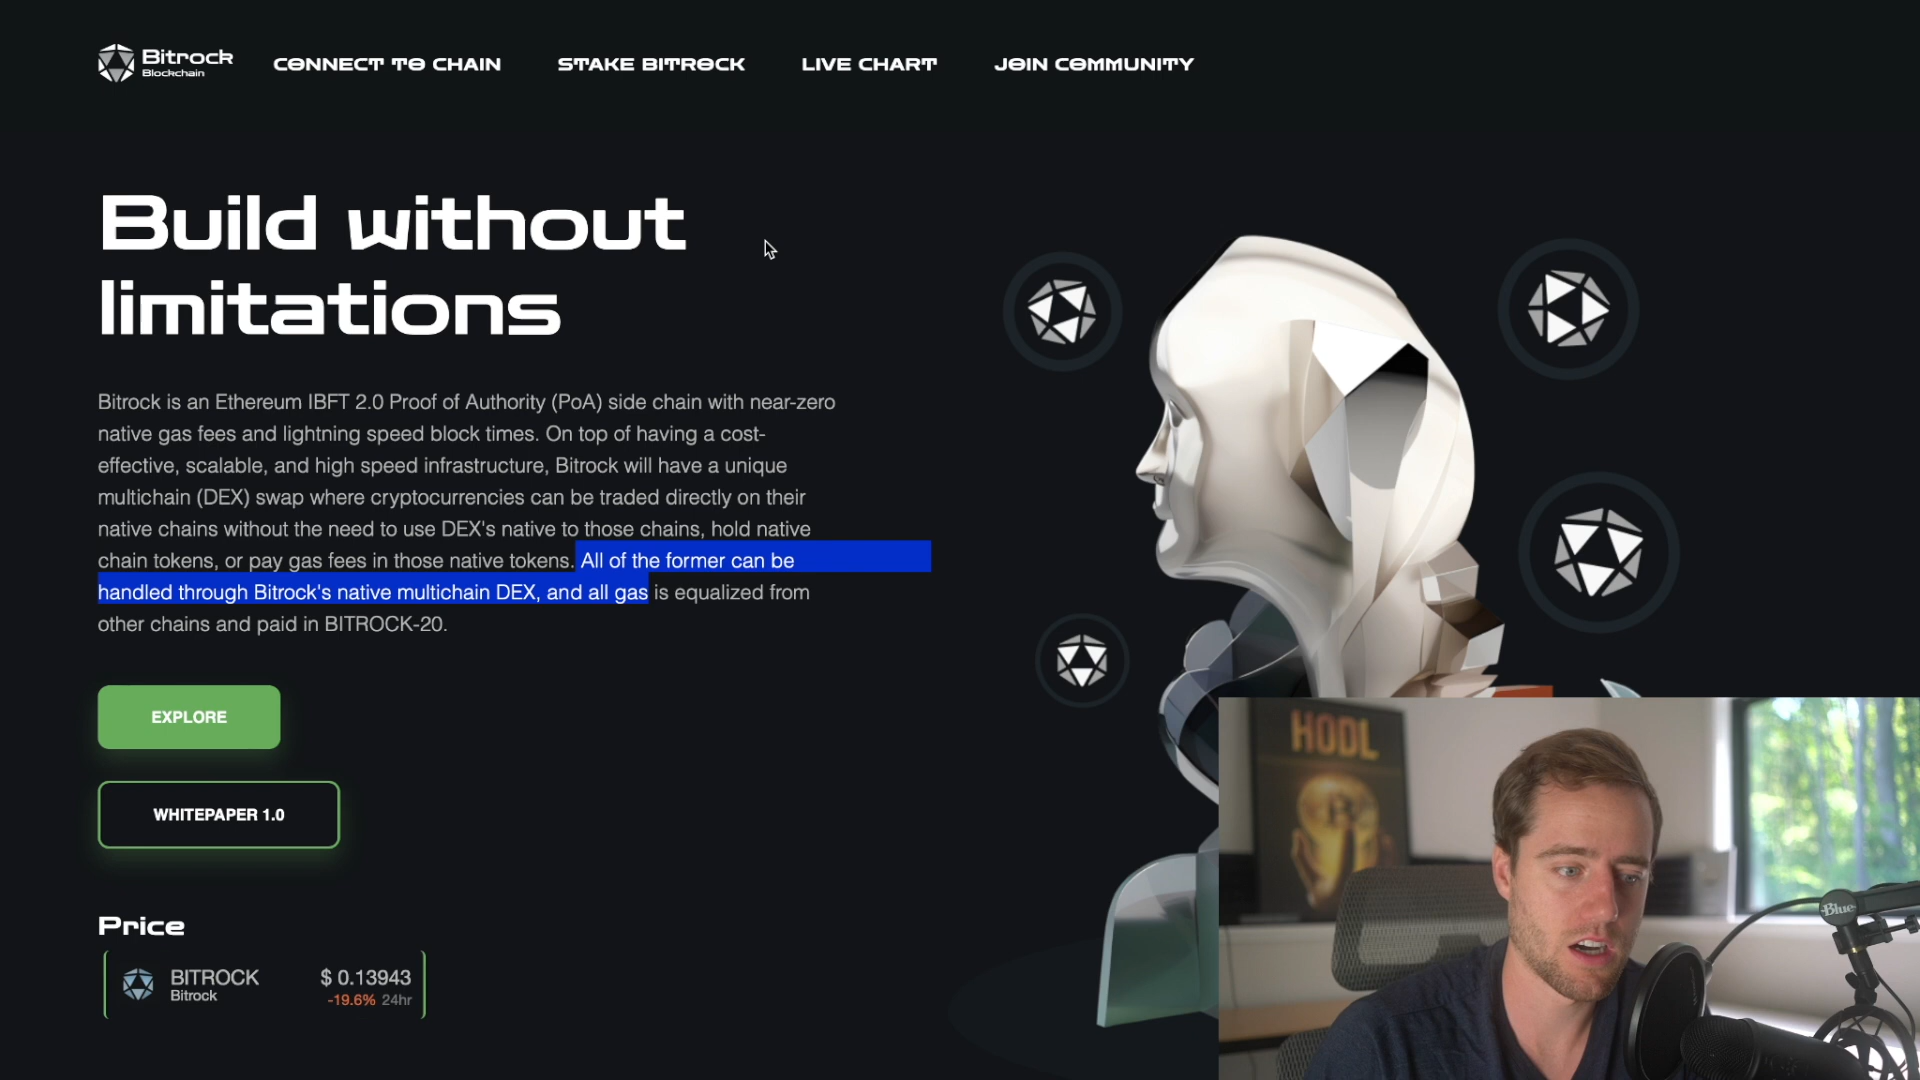 Bitrock
Blockchain
CONNECT TO CHAIN
STAKE BITROCK
LIVE CHART
JOIN COMMUNITY
Build without
limitations
Bitrock is an Ethereum IBFT 2.0 Proof of Authority (PoA) side chain with near-zero
native gas fees and lightning speed block times. On top of having a cost-
effective, scalable, and high speed infrastructure, Bitrock will have a unique
multichain (DEX) swap where cryptocurrencies can be traded directly on their
native chains without the need to use DEX's native to those chains, hold native
chain tokens, or pay gas fees in those native tokens. All of the former can be
handled through Bitrock's native multichain DEX, and all gas is equalized from
other chains and paid in BITROCK-20.
EXPLORE
WHITEPAPER 1.0
Price
BITROCK
$ 0.13943
Bitrock
-19.6% 24hr
HODL
Blue